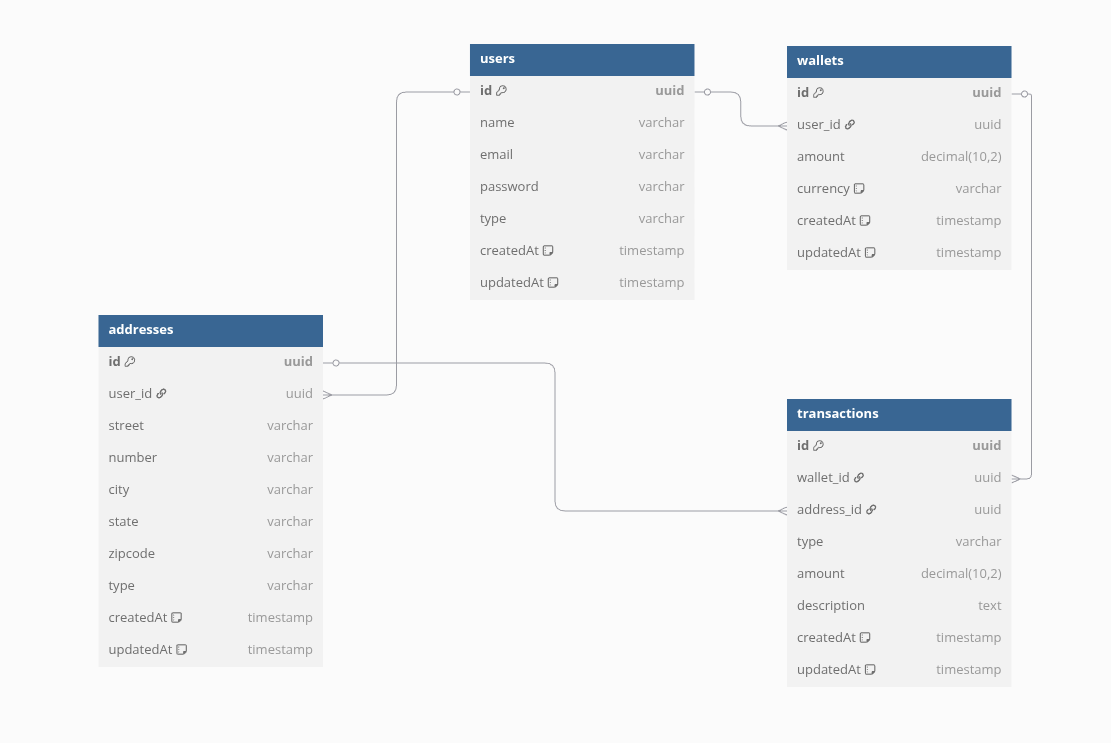 users
id uuid
name varchar
email varchar
password varchar
type varchar
createdAt timestamp
updatedAt timestamp
wallets
id uuid
user_id uuid
amount decimal(10,2)
currency varchar
createdAt timestamp
updatedAt timestamp
addresses
id uuid
user_id uuid
street varchar
number varchar
city varchar
state varchar
zipcode varchar
type varchar
createdAt timestamp
updatedAt timestamp
transactions
id uuid
wallet_id uuid
address_id uuid
type varchar
amount decimal(10,2)
description text
createdAt timestamp
updatedAt timestamp